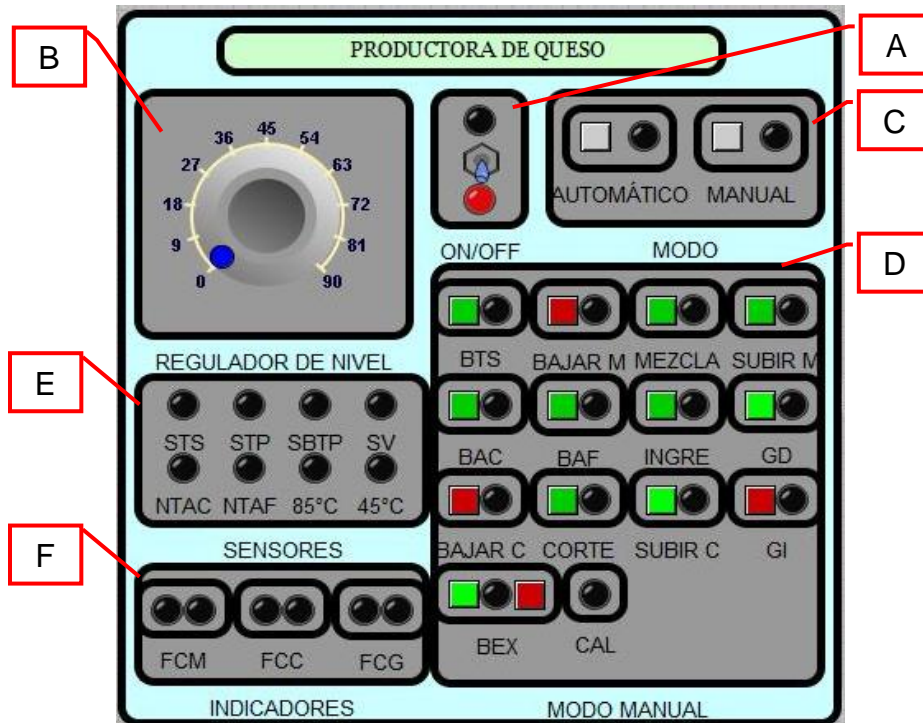 PRODUCTORA DE QUESO
A
B
C
0 9 18 27 36 45 54 63 72 81 90
REGULADOR DE NIVEL
ON/OFF
AUTOMÁTICO MANUAL
MODO
D
BTS BAJAR M MEZCLA SUBIR M
BAC BAF INGRE GD
BAJAR C CORTE SUBIR C GI
BEX CAL
MODO MANUAL
E
STS STP SBTP SV
NTAC NTAF 85°C 45°C
SENSORES
F
FCM FCC FCG
INDICADORES